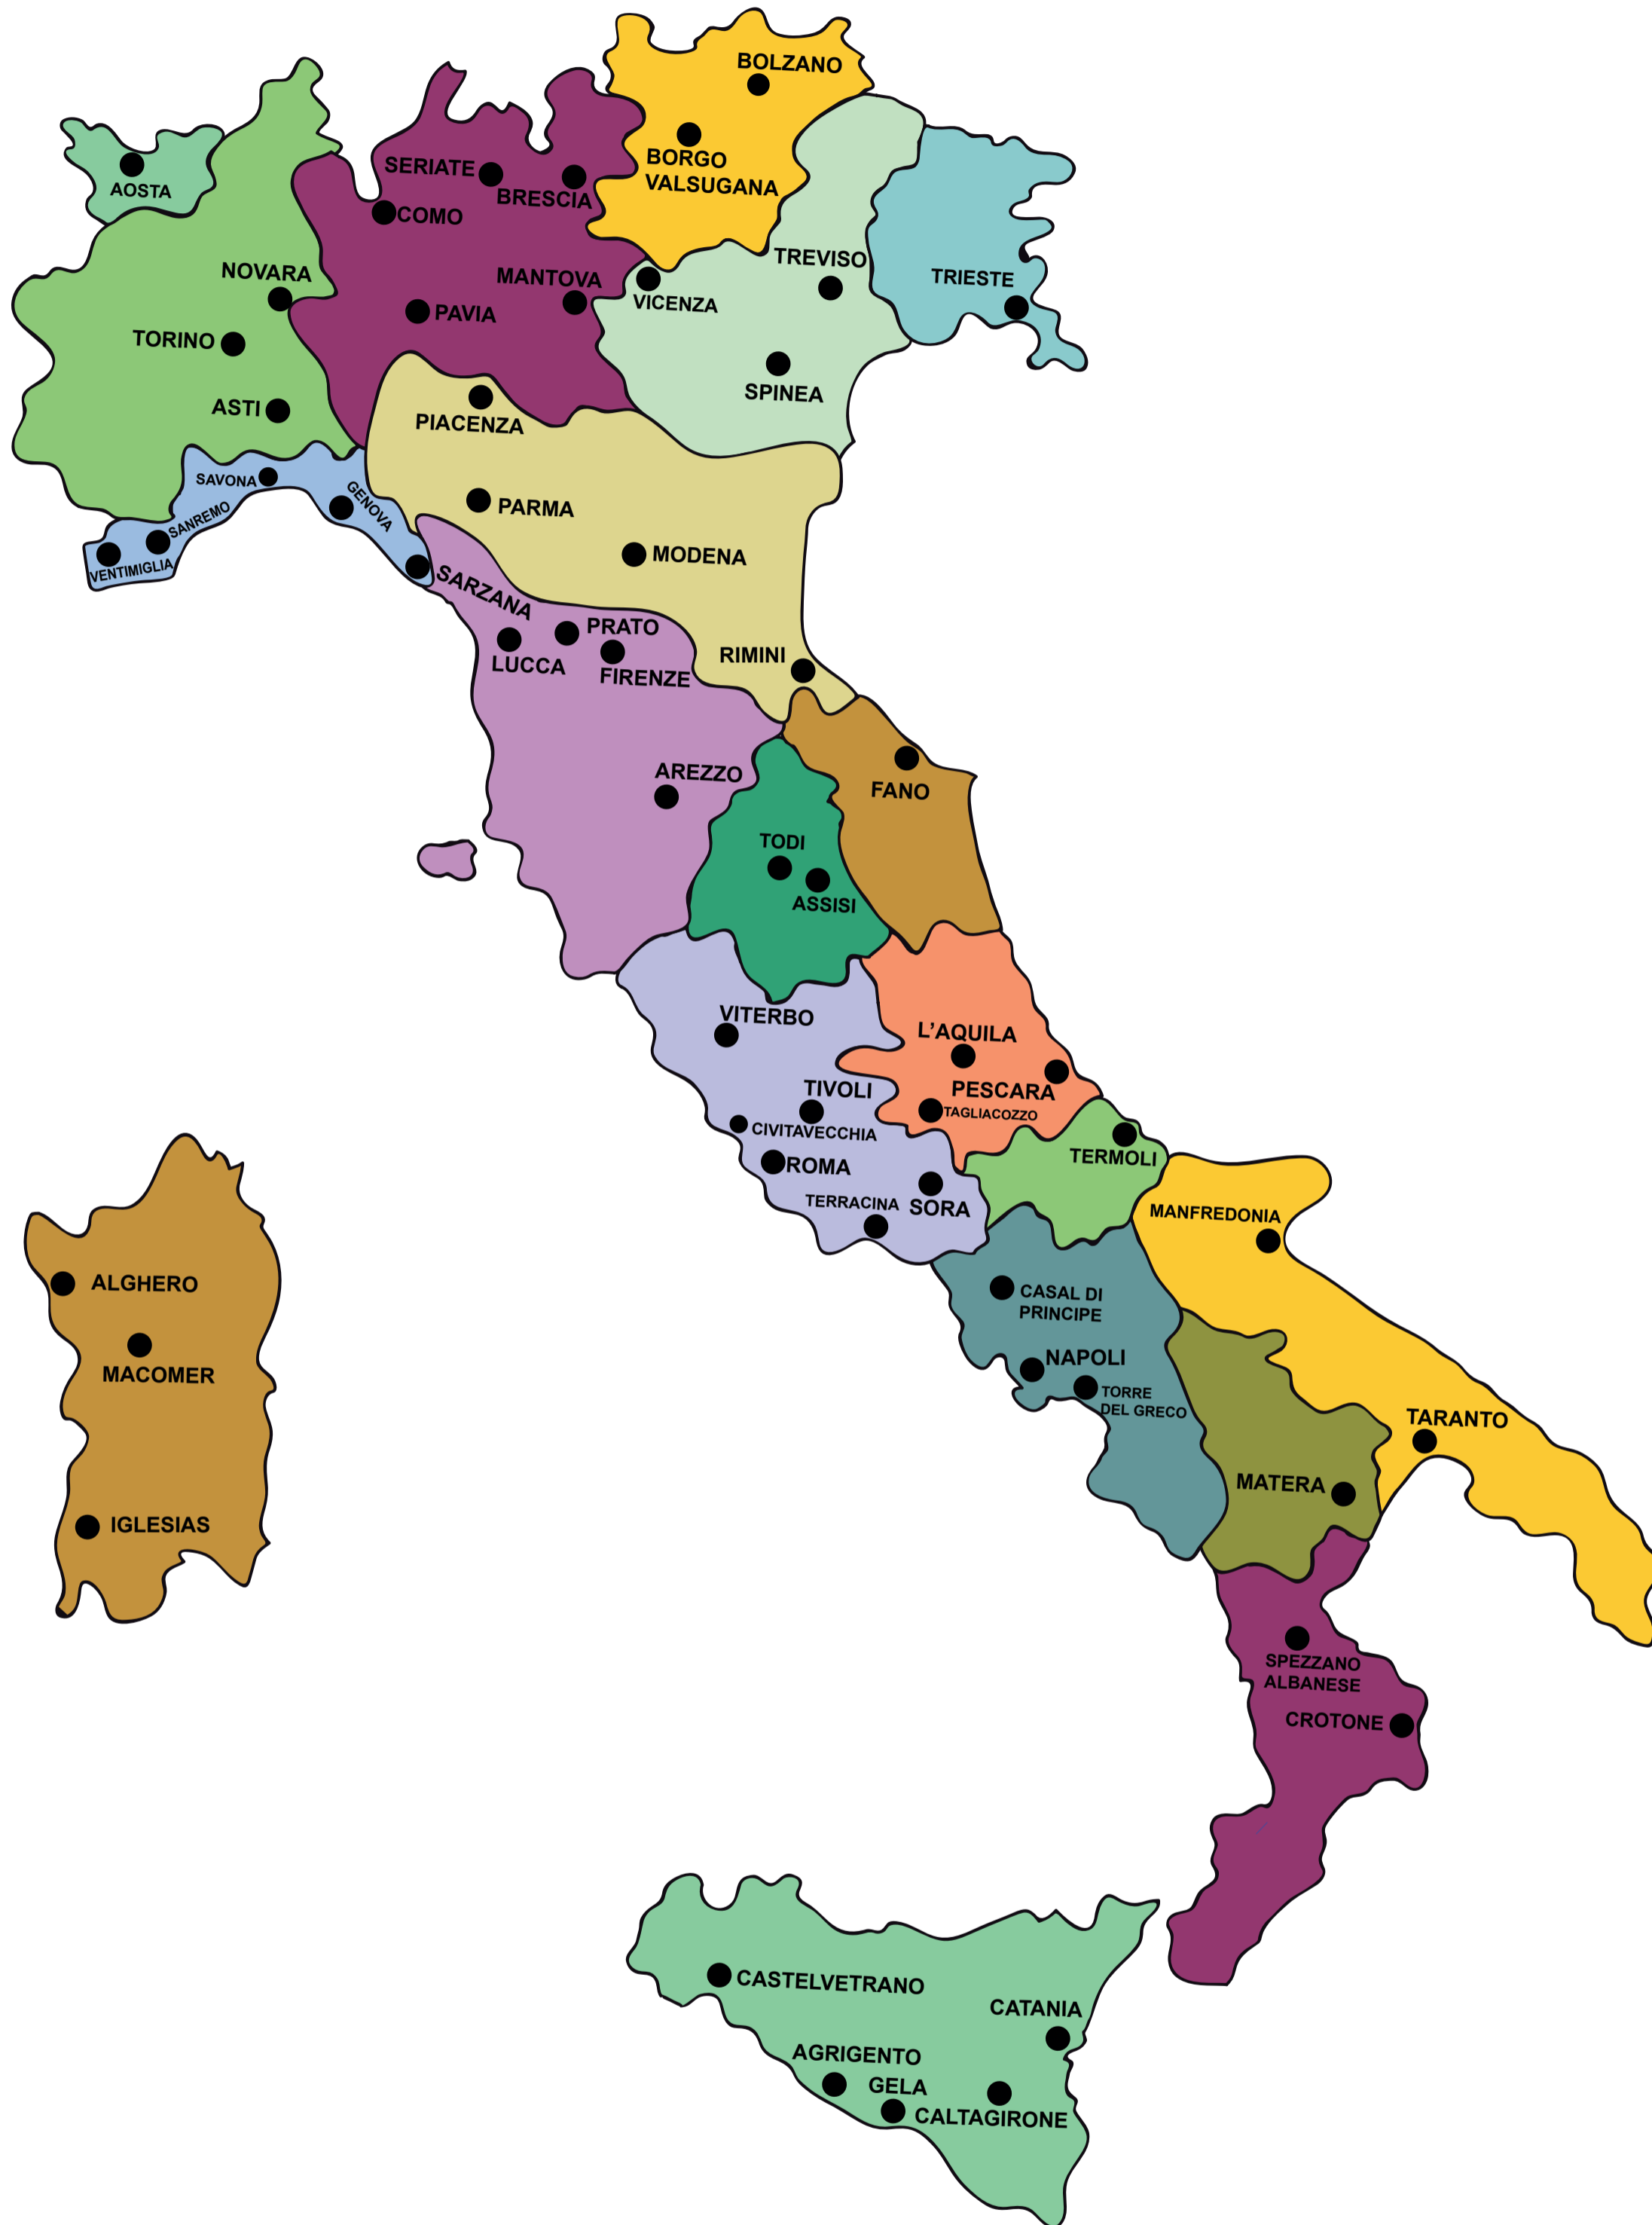 BOLZANO
BORGO
VALSUGANA
AOSTA
SERIATE
BRESCIA
COMO
TREVISO
NOVARA
MANTOVA
TRIESTE
VICENZA
PAVIA
TORINO
SPINEA
ASTI
PIACENZA
SAVONA
GENOVA
SANREMO
PARMA
VENTIMIGLIA
MODENA
SARZANA
PRATO
LUCCA
FIRENZE
RIMINI
AREZZO
FANO
TODI
ASSISI
VITERBO
L’AQUILA
TIVOLI
PESCARA
TAGLIACOZZO
CIVITAVECCHIA
ROMA
TERMOLI
TERRACINA
SORA
MANFREDONIA
ALGHERO
CASAL DI
PRINCIPE
MACOMER
NAPOLI
TORRE
DEL GRECO
TARANTO
MATERA
IGLESIAS
SPEZZANO
ALBANESE
CROTONE
CASTELVETRANO
CATANIA
AGRIGENTO
GELA
CALTAGIRONE